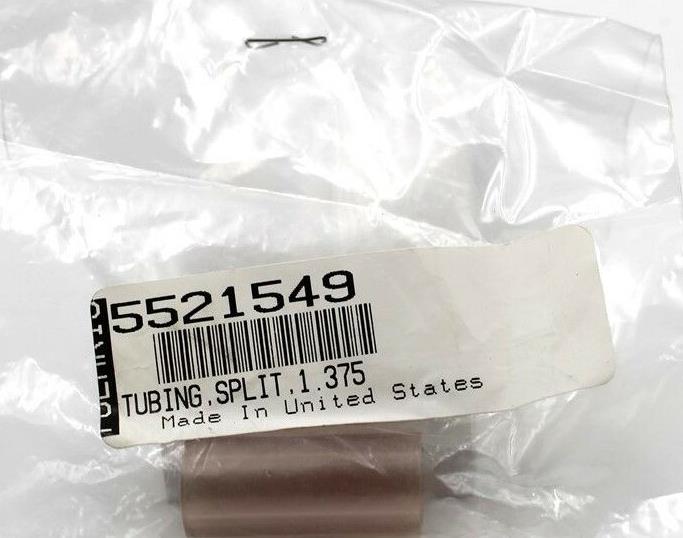 5521549
TUBING,SPLIT,1.375
Made In United States